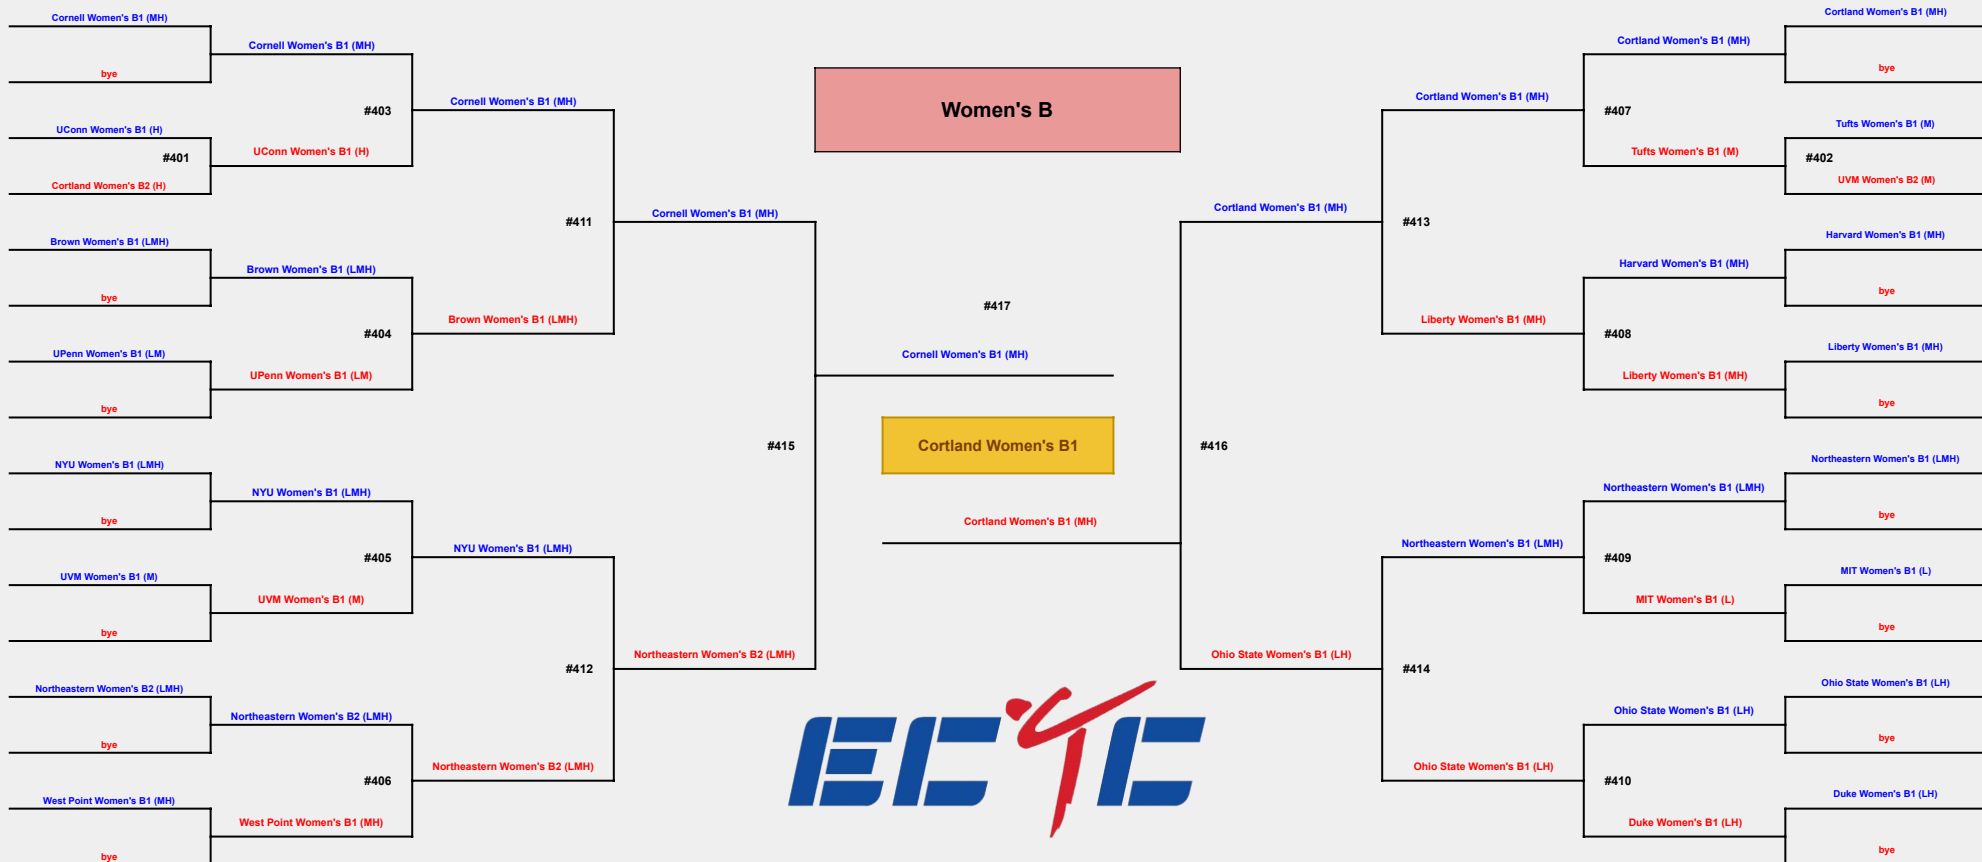 Cornell Women's B1 (MH)
bye
UConn Women's B1 (H)
#401
Cortland Women's B2 (H)
Brown Women's B1 (LMH)
bye
UPenn Women's B1 (LM)
bye
NYU Women's B1 (LMH)
bye
UVM Women's B1 (M)
bye
Northeastern Women's B2 (LMH)
bye
West Point Women's B1 (MH)
bye
Cornell Women's B1 (MH)
#403
UConn Women's B1 (H)
Brown Women's B1 (LMH)
#404
UPenn Women's B1 (LM)
NYU Women's B1 (LMH)
#405
UVM Women's B1 (M)
Northeastern Women's B2 (LMH)
#406
West Point Women's B1 (MH)
Cornell Women's B1 (MH)
#411
Brown Women's B1 (LMH)
NYU Women's B1 (LMH)
#412
Northeastern Women's B2 (LMH)
Cornell Women's B1 (MH)
#415
Northeastern Women's B2 (LMH)
Women's B
#417
Cornell Women's B1 (MH)
Cortland Women's B1
Cortland Women's B1 (MH)
ECTC
Cortland Women's B1 (MH)
#416
Ohio State Women's B1 (LH)
Cortland Women's B1 (MH)
#413
Liberty Women's B1 (MH)
Northeastern Women's B1 (LMH)
#414
Ohio State Women's B1 (LH)
Cortland Women's B1 (MH)
#407
Tufts Women's B1 (M)
Harvard Women's B1 (MH)
#408
Liberty Women's B1 (MH)
Northeastern Women's B1 (LMH)
#409
MIT Women's B1 (L)
Ohio State Women's B1 (LH)
#410
Duke Women's B1 (LH)
Cortland Women's B1 (MH)
bye
Tufts Women's B1 (M)
#402
UVM Women's B2 (M)
Harvard Women's B1 (MH)
bye
Liberty Women's B1 (MH)
bye
Northeastern Women's B1 (LMH)
bye
MIT Women's B1 (L)
bye
Ohio State Women's B1 (LH)
bye
Duke Women's B1 (LH)
bye